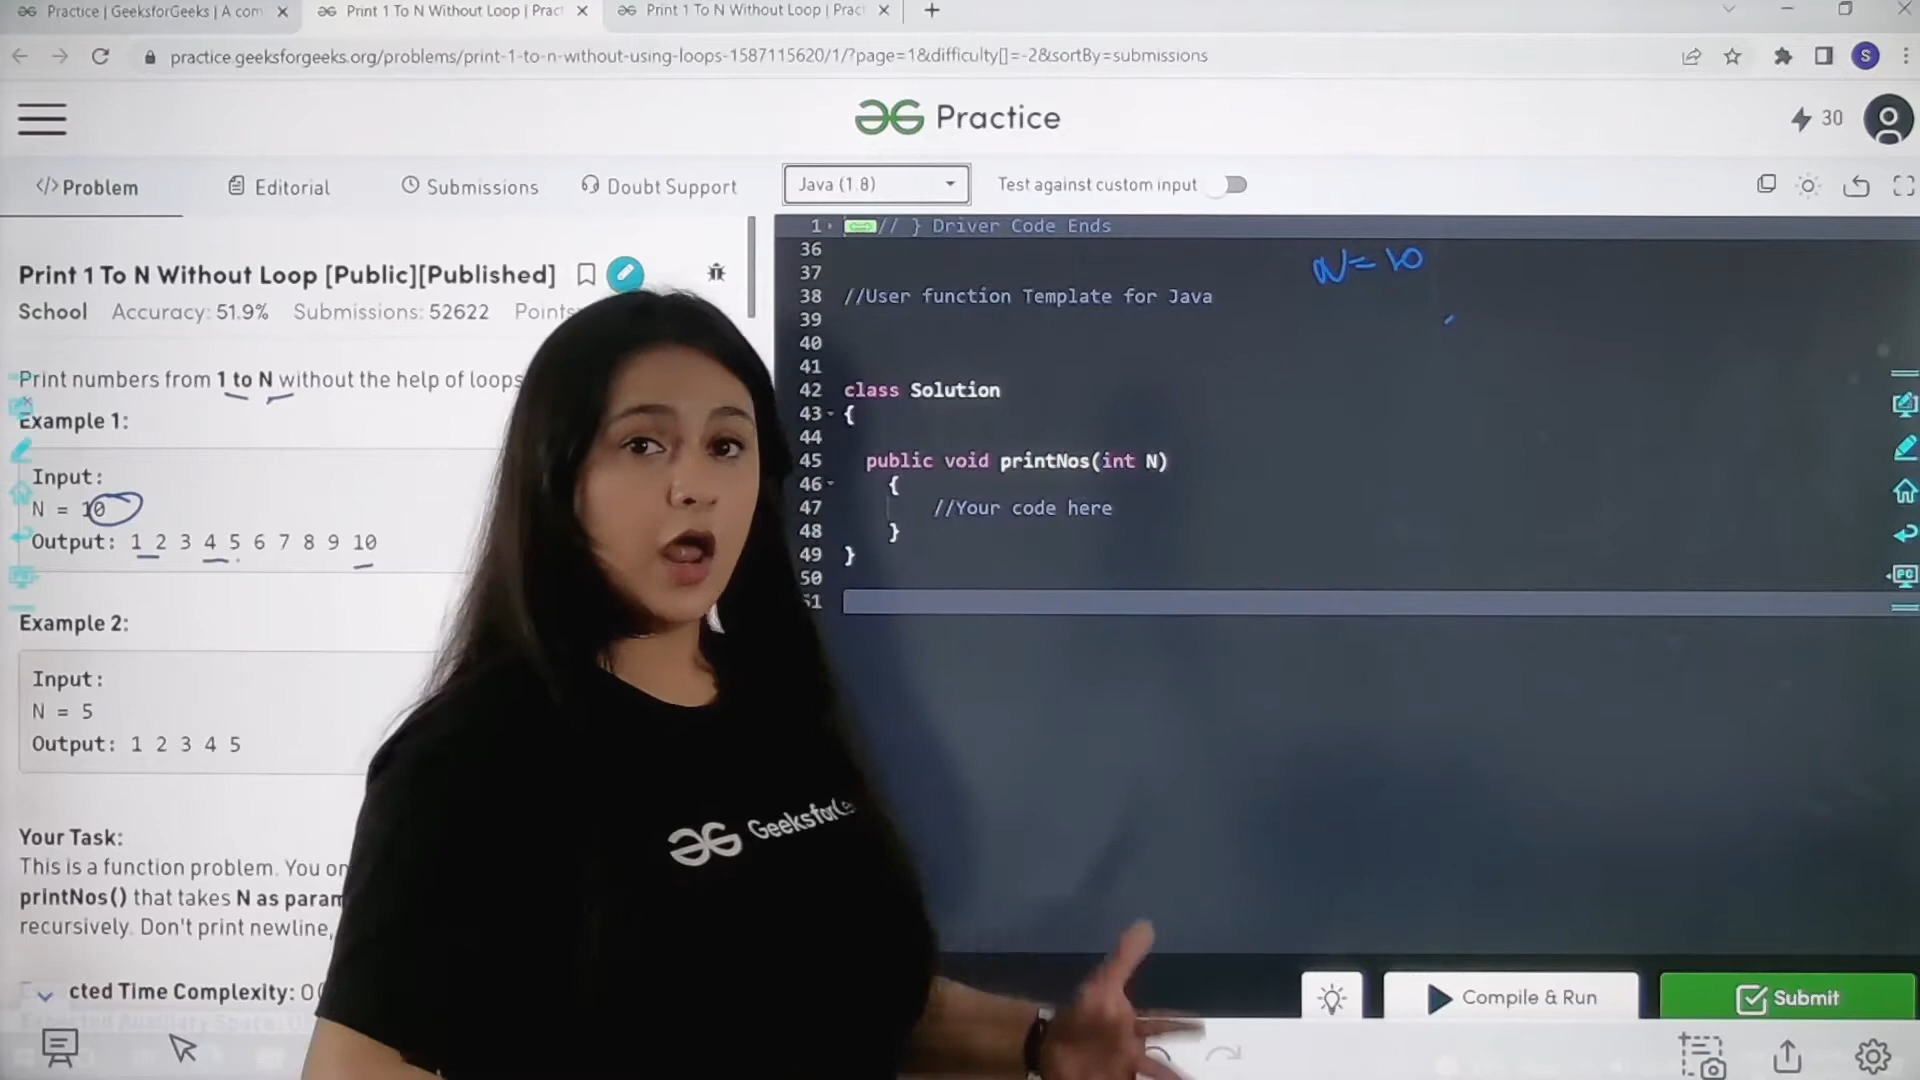 Practice | GeeksforGeeks | A com
Print 1 To N Without Loop | Prac
Print 1 To N Without Loop | Prac
practice.geeksforgeeks.org/problems/print-1-to-n-without-using-loops-1587115620/1/?page=1&difficulty[]=-2&sortBy=submissions
S
Practice
30
</> Problem
Editorial
Submissions
Doubt Support
Java (1.8)
Test against custom input
Print 1 To N Without Loop [Public][Published]
School Accuracy: 51.9% Submissions: 52622 Points
Print numbers from 1 to N without the help of loops
Example 1:
Input:
N = 10
Output: 1 2 3 4 5 6 7 8 9 10
Example 2:
Input:
N = 5
Output: 1 2 3 4 5
Your Task:
This is a function problem. You on
printNos() that takes N as param
recursively. Don't print newline,
cted Time Complexity: O(
1 // } Driver Code Ends
36
37
38 //User function Template for Java
39
40
41
42 class Solution
43 {
44
45 public void printNos(int N)
46 {
47 //Your code here
48 }
49 }
50
51
N = 10
GeeksforGe
PC
Compile & Run
Submit